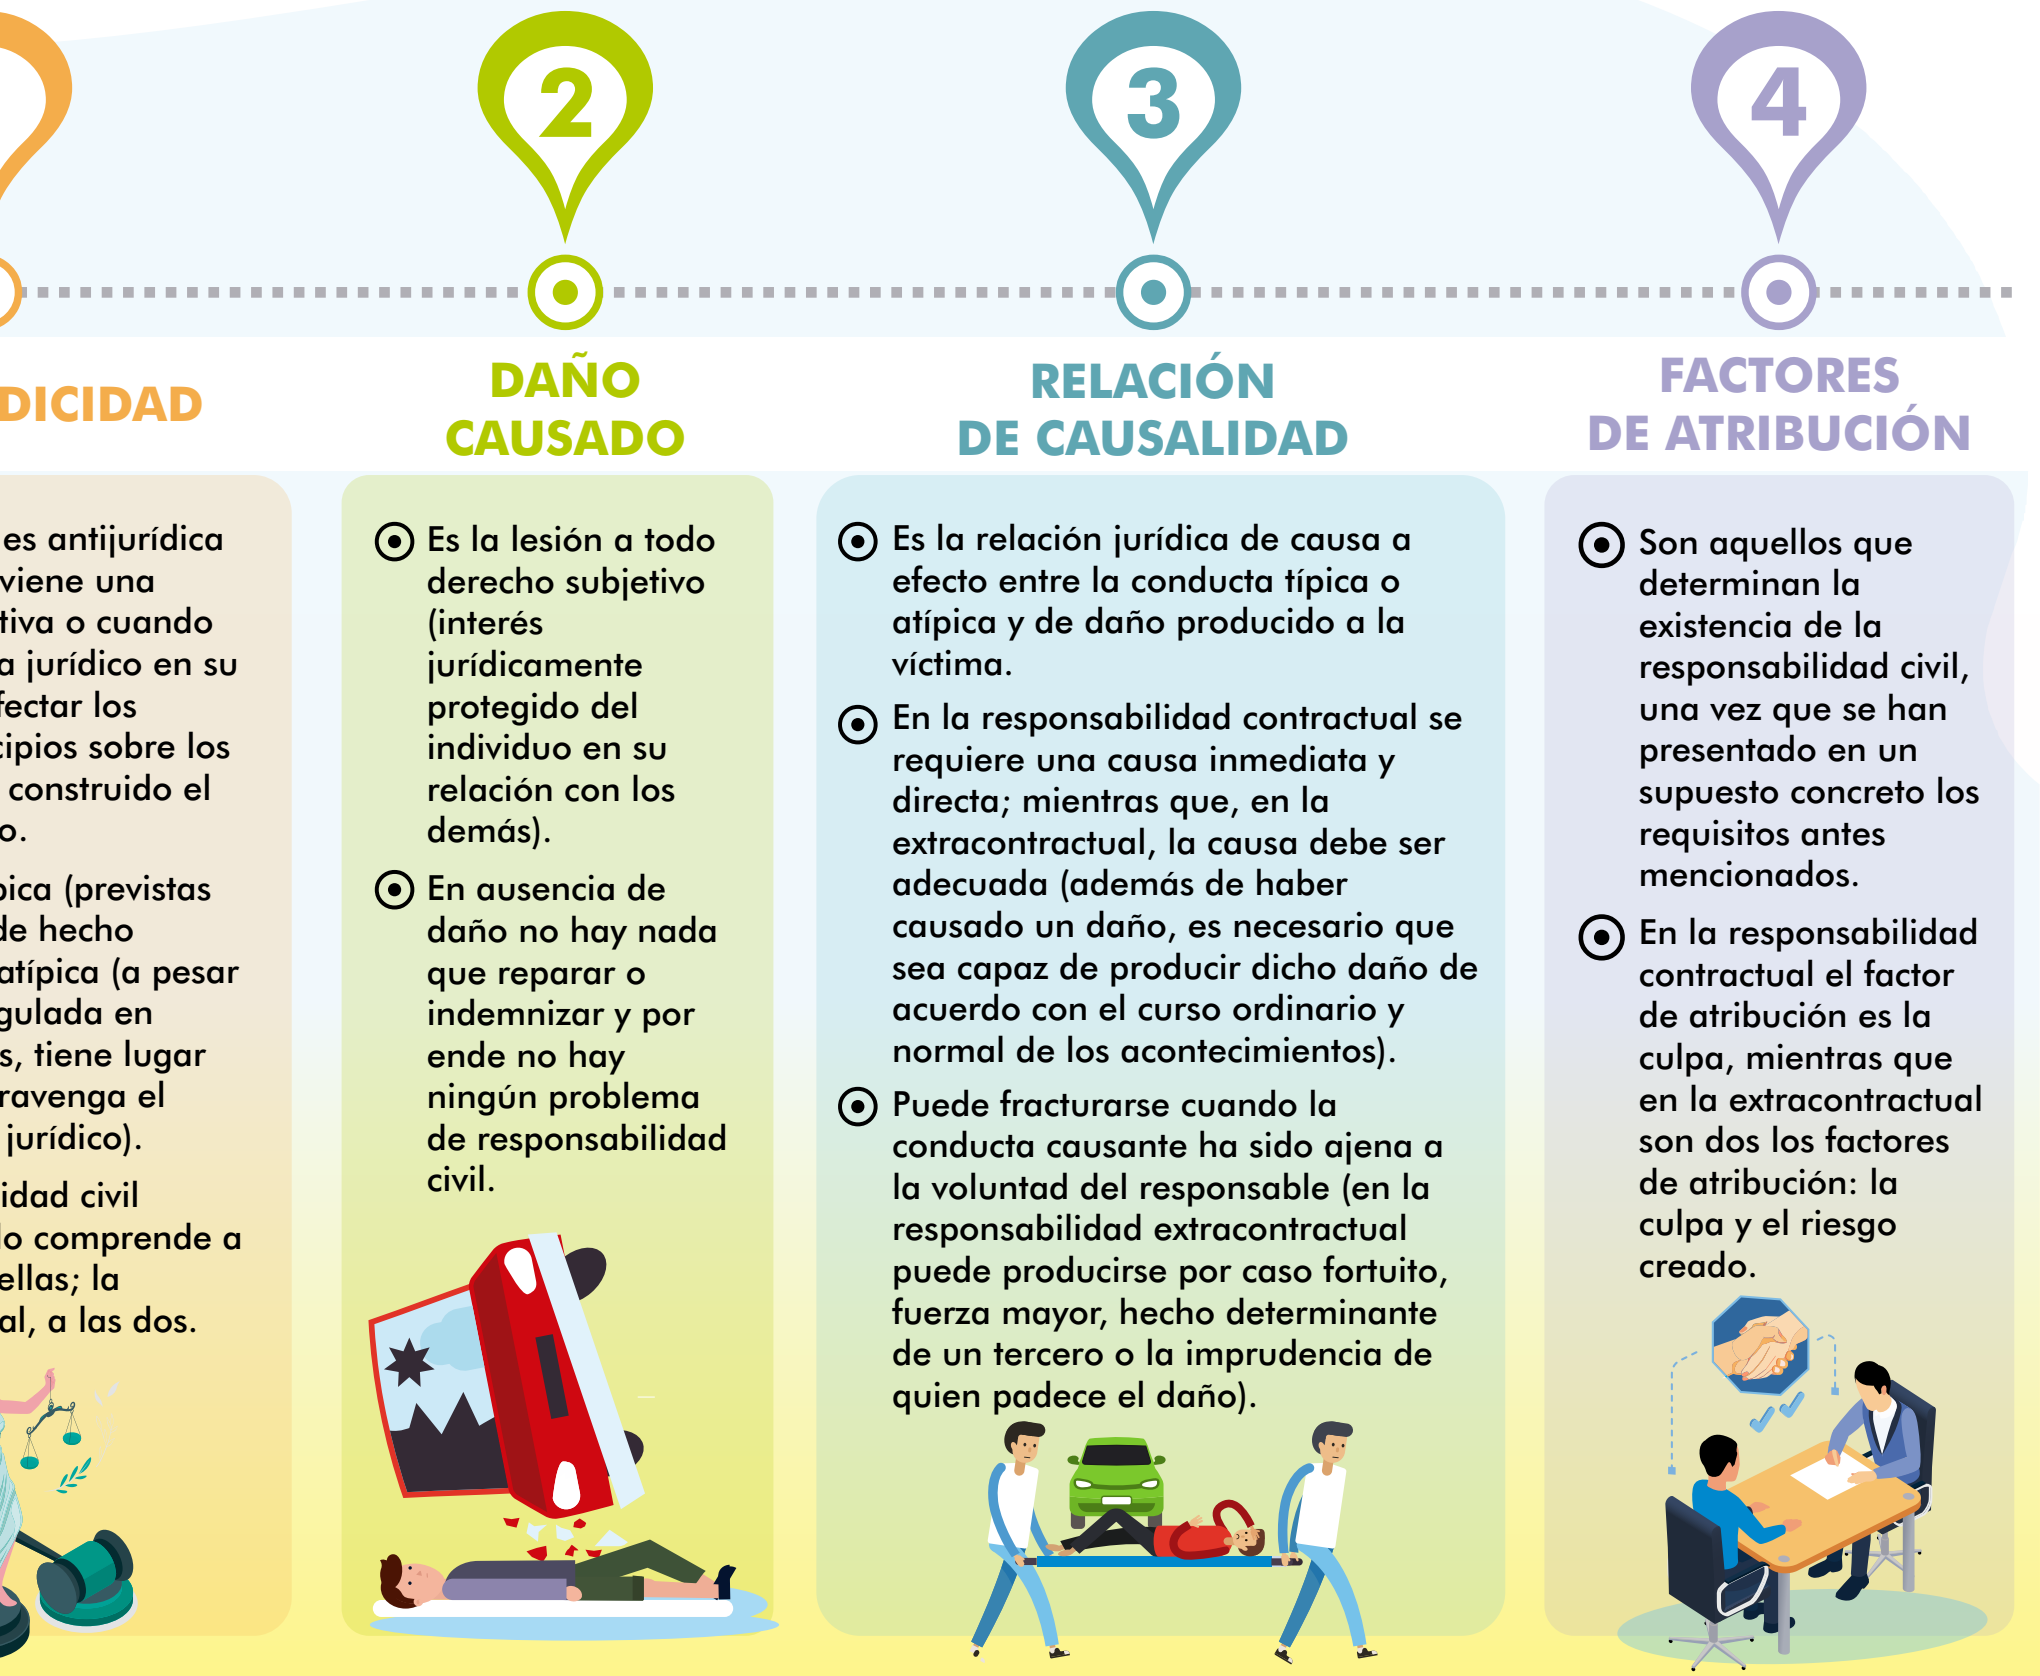 2
3
4
DICIDAD
DAÑO
CAUSADO
RELACIÓN
DE CAUSALIDAD
FACTORES
DE ATRIBUCIÓN
es antijurídica
viene una
tiva o cuando
a jurídico en su
fectar los
cipios sobre los
construido el
o.
pica (previstas
de hecho
atípica (a pesar
gulada en
s, tiene lugar
ravenga el
jurídico).
idad civil
lo comprende a
ellas; la
al, a las dos.
Es la lesión a todo
derecho subjetivo
(interés
jurídicamente
protegido del
individuo en su
relación con los
demás).
En ausencia de
daño no hay nada
que reparar o
indemnizar y por
ende no hay
ningún problema
de responsabilidad
civil.
Es la relación jurídica de causa a
efecto entre la conducta típica o
atípica y de daño producido a la
víctima.
En la responsabilidad contractual se
requiere una causa inmediata y
directa; mientras que, en la
extracontractual, la causa debe ser
adecuada (además de haber
causado un daño, es necesario que
sea capaz de producir dicho daño de
acuerdo con el curso ordinario y
normal de los acontecimientos).
Puede fracturarse cuando la
conducta causante ha sido ajena a
la voluntad del responsable (en la
responsabilidad extracontractual
puede producirse por caso fortuito,
fuerza mayor, hecho determinante
de un tercero o la imprudencia de
quien padece el daño).
Son aquellos que
determinan la
existencia de la
responsabilidad civil,
una vez que se han
presentado en un
supuesto concreto los
requisitos antes
mencionados.
En la responsabilidad
contractual el factor
de atribución es la
culpa, mientras que
en la extracontractual
son dos los factores
de atribución: la
culpa y el riesgo
creado.